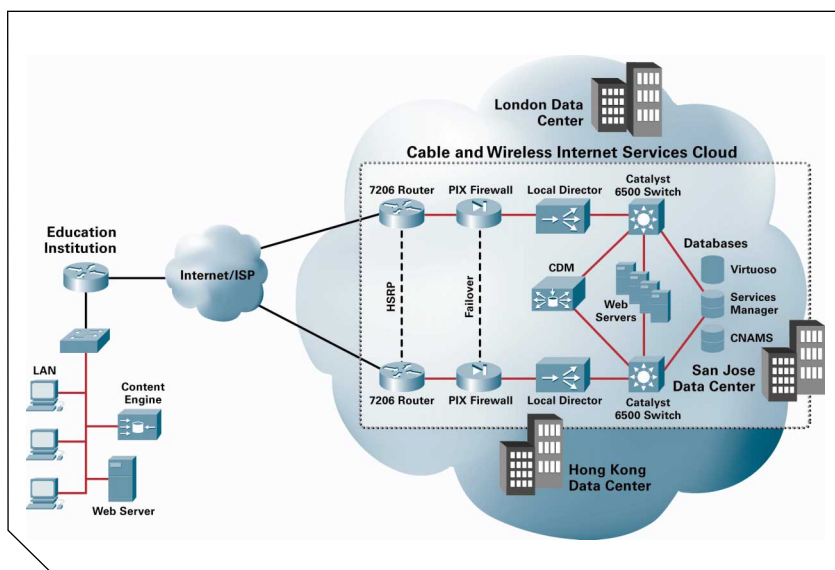 London Data
Center
Cable and Wireless Internet Services Cloud
7206 Router
PIX Firewall
Local Director
Catalyst
6500 Switch
Education
Institution
Internet/ISP
HSRP
Failover
CDM
Web
Servers
Databases
Virtuoso
Services
Manager
CNAMS
LAN
Content
Engine
Web Server
7206 Router
PIX Firewall
Local Director
Catalyst
6500 Switch
San Jose
Data Center
Hong Kong
Data Center